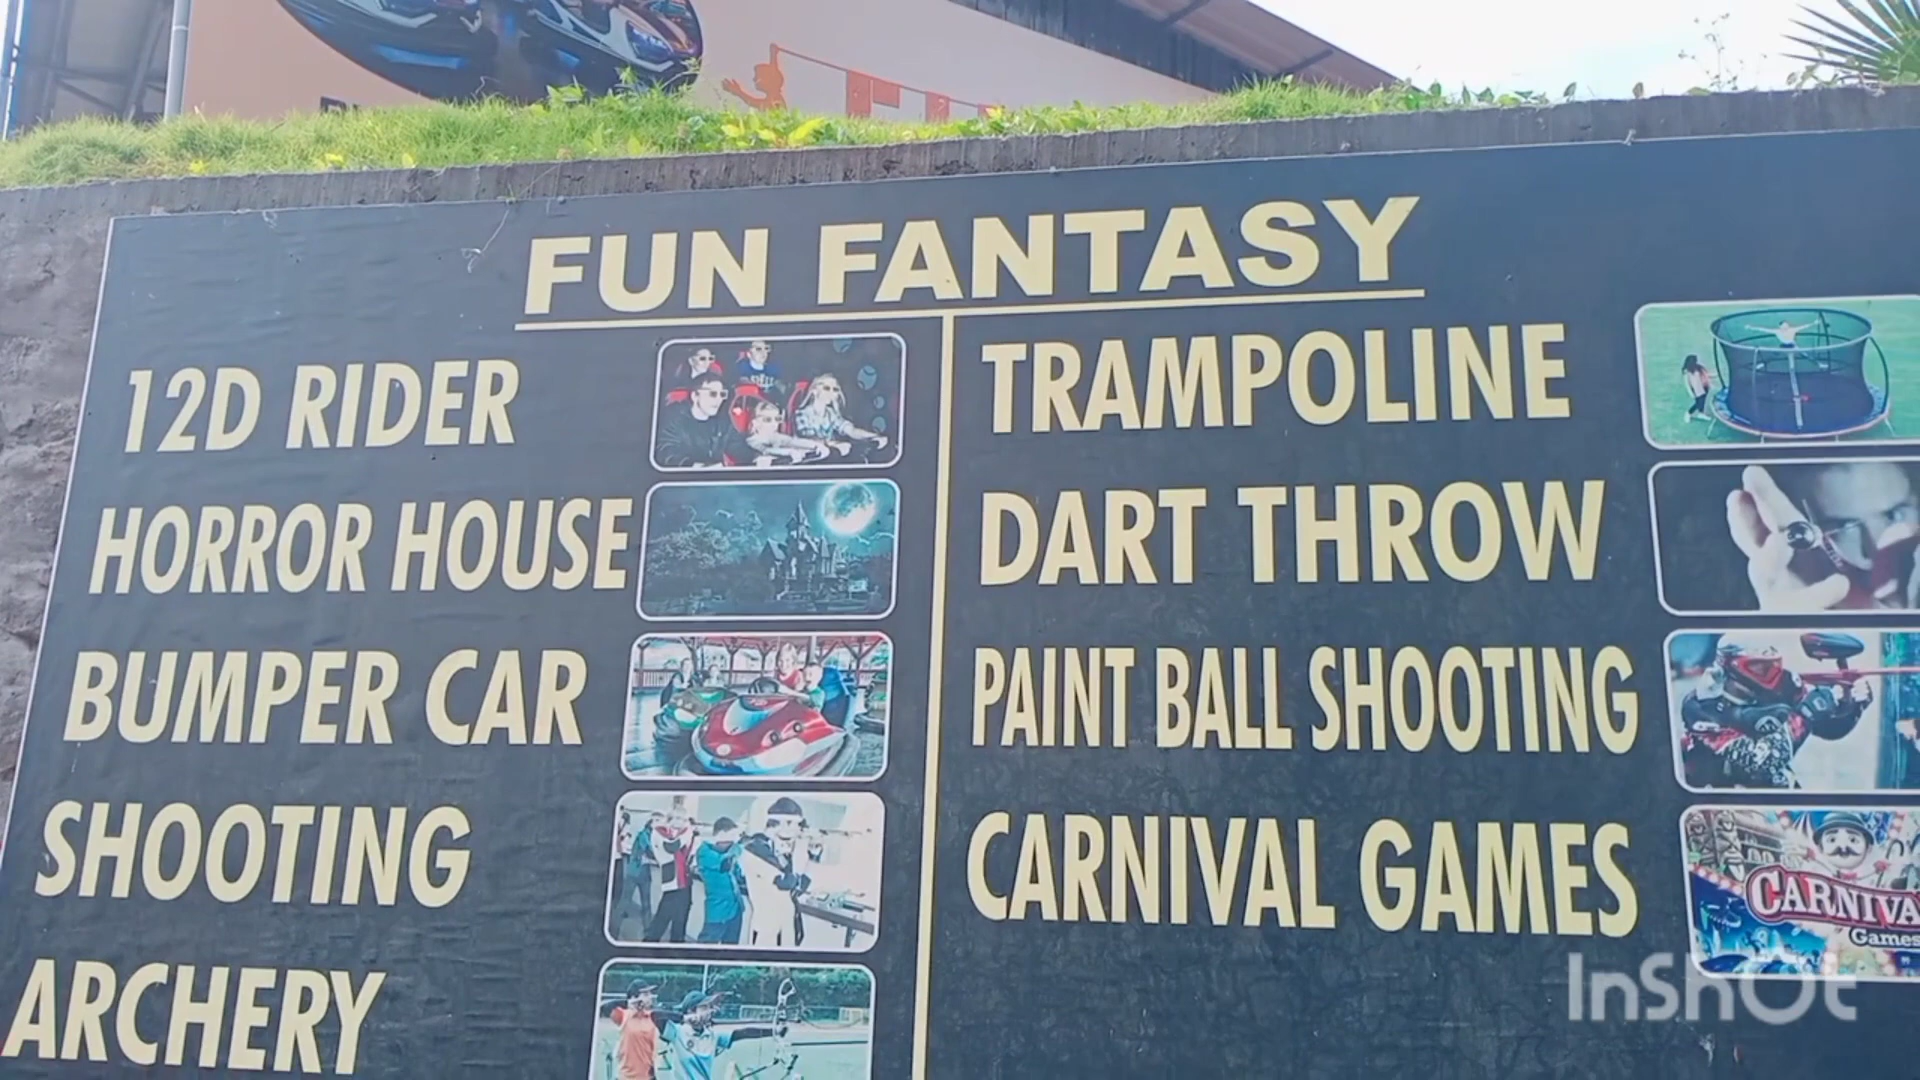 FUN FANTASY
12D RIDER
HORROR HOUSE
BUMPER CAR
SHOOTING
ARCHERY
TRAMPOLINE
DART THROW
PAINT BALL SHOOTING
CARNIVAL GAMES
CARNIVA
Games
InShOt